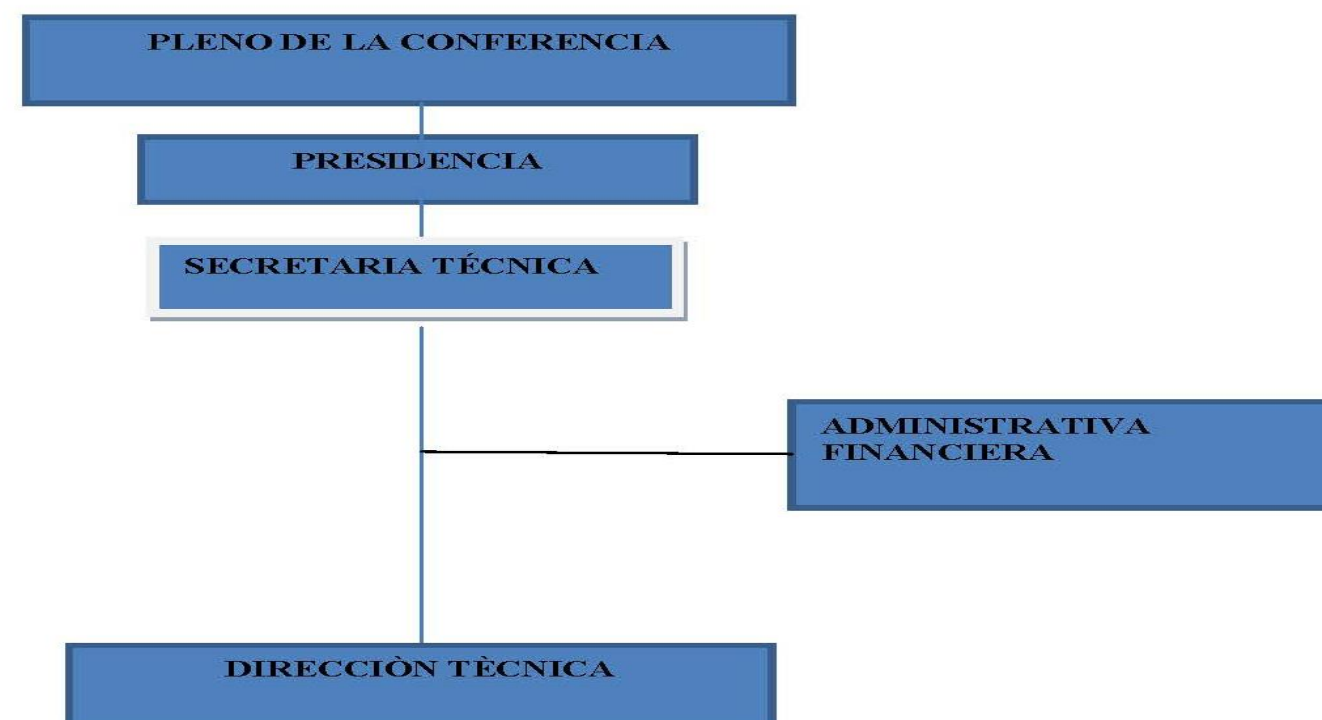 PLENO DE LA CONFERENCIA
PRESIDENCIA
SECRETARIA TÉCNICA
ADMINISTRATIVA
FINANCIERA
DIRECCIÒN TÈCNICA